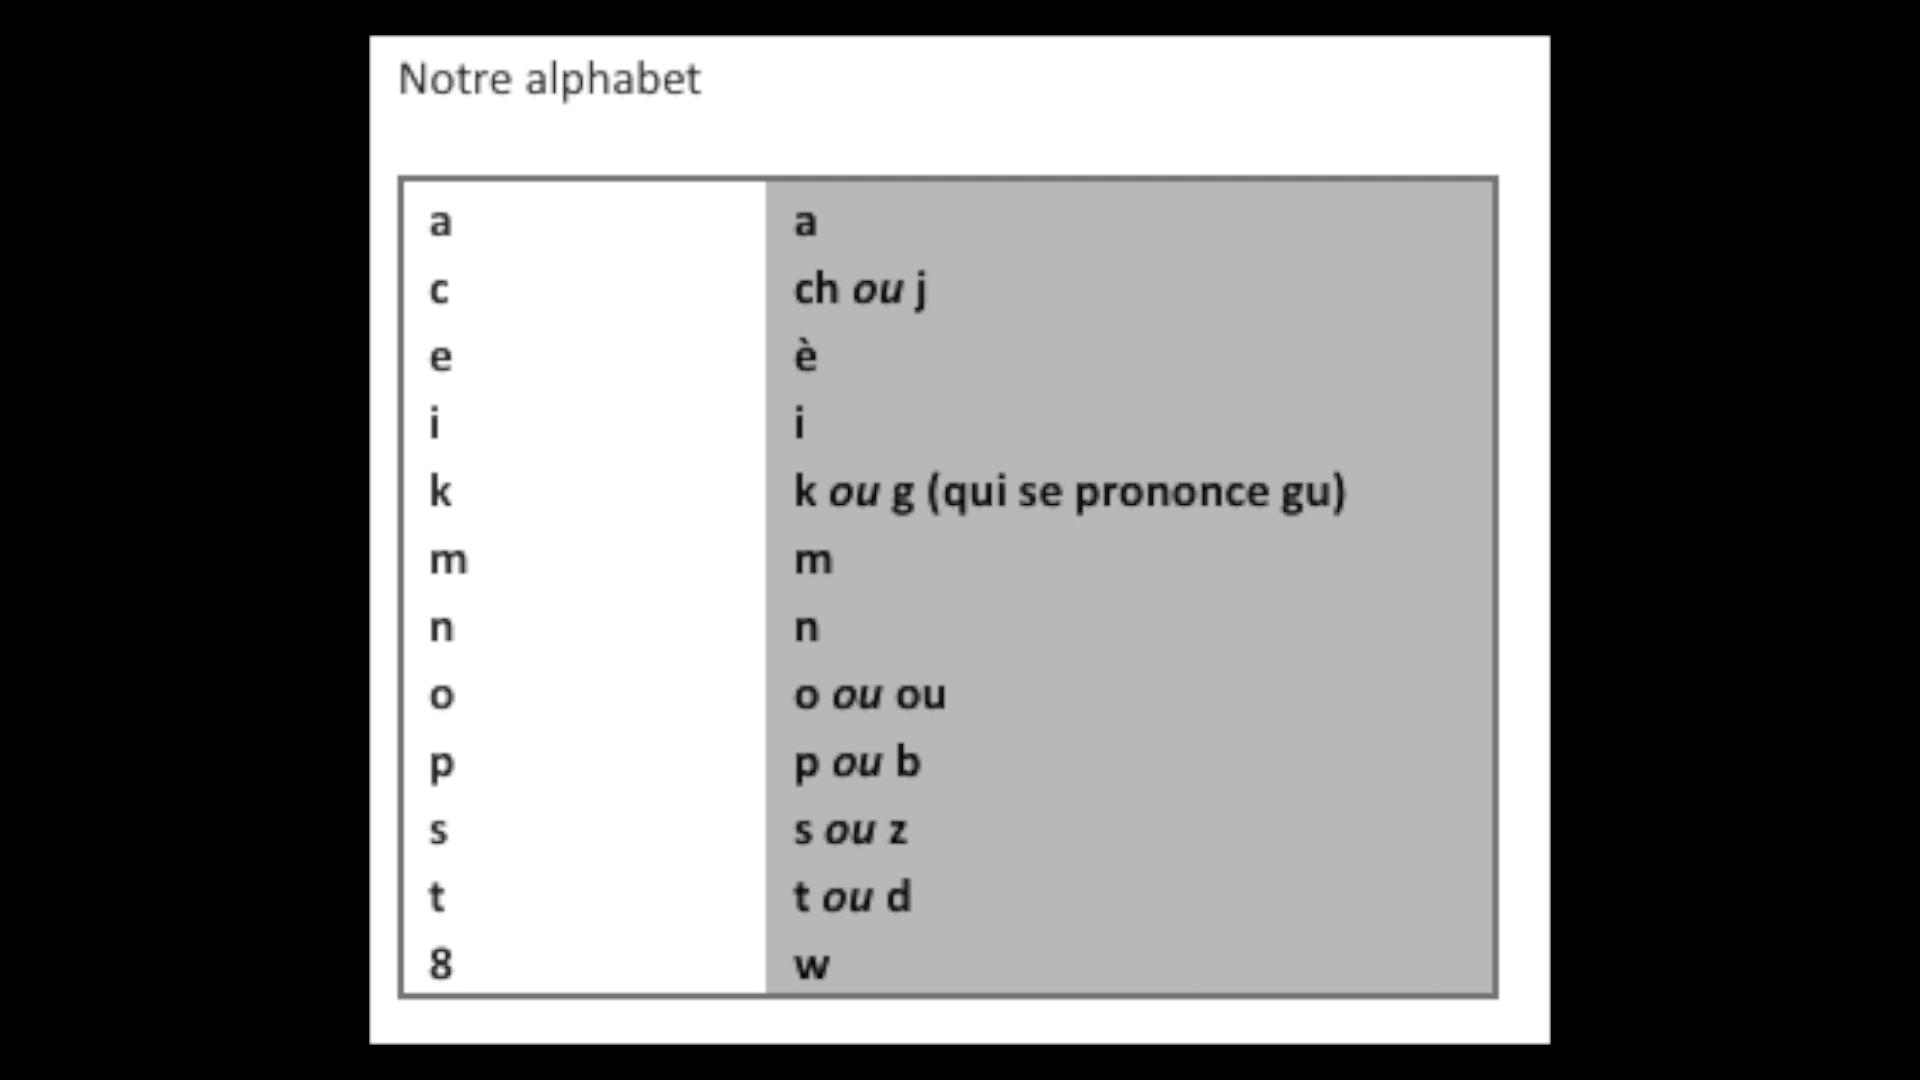 Notre alphabet
a a
c ch ou j
e è
i i
k k ou g (qui se prononce gu)
m m
n n
o o ou ou
p p ou b
s s ou z
t t ou d
8 w